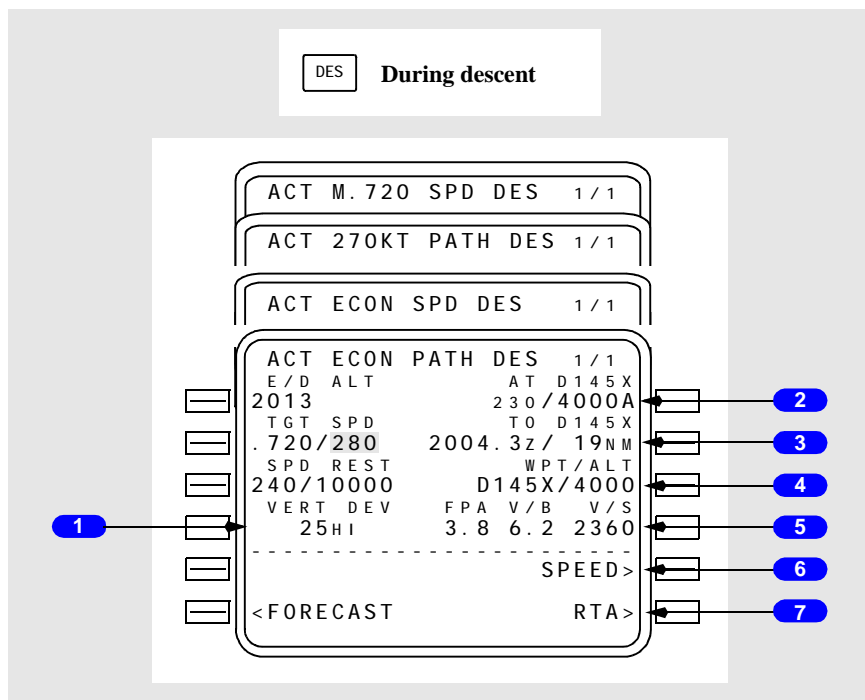 DES During descent
ACT M.720 SPD DES 1/1
ACT 270KT PATH DES 1/1
ACT ECON SPD DES 1/1
ACT ECON PATH DES 1/1
E/D ALT AT D145X
2013 230/4000A 2
TGT SPD TO D145X
.720/280 2004.3Z/ 19NM 3
SPD REST WPT/ALT
240/10000 D145X/4000 4
VERT DEV FPA V/B V/S
1 25HI 3.8 6.2 2360 5
------------------------
SPEED> 6
<FORECAST RTA> 7